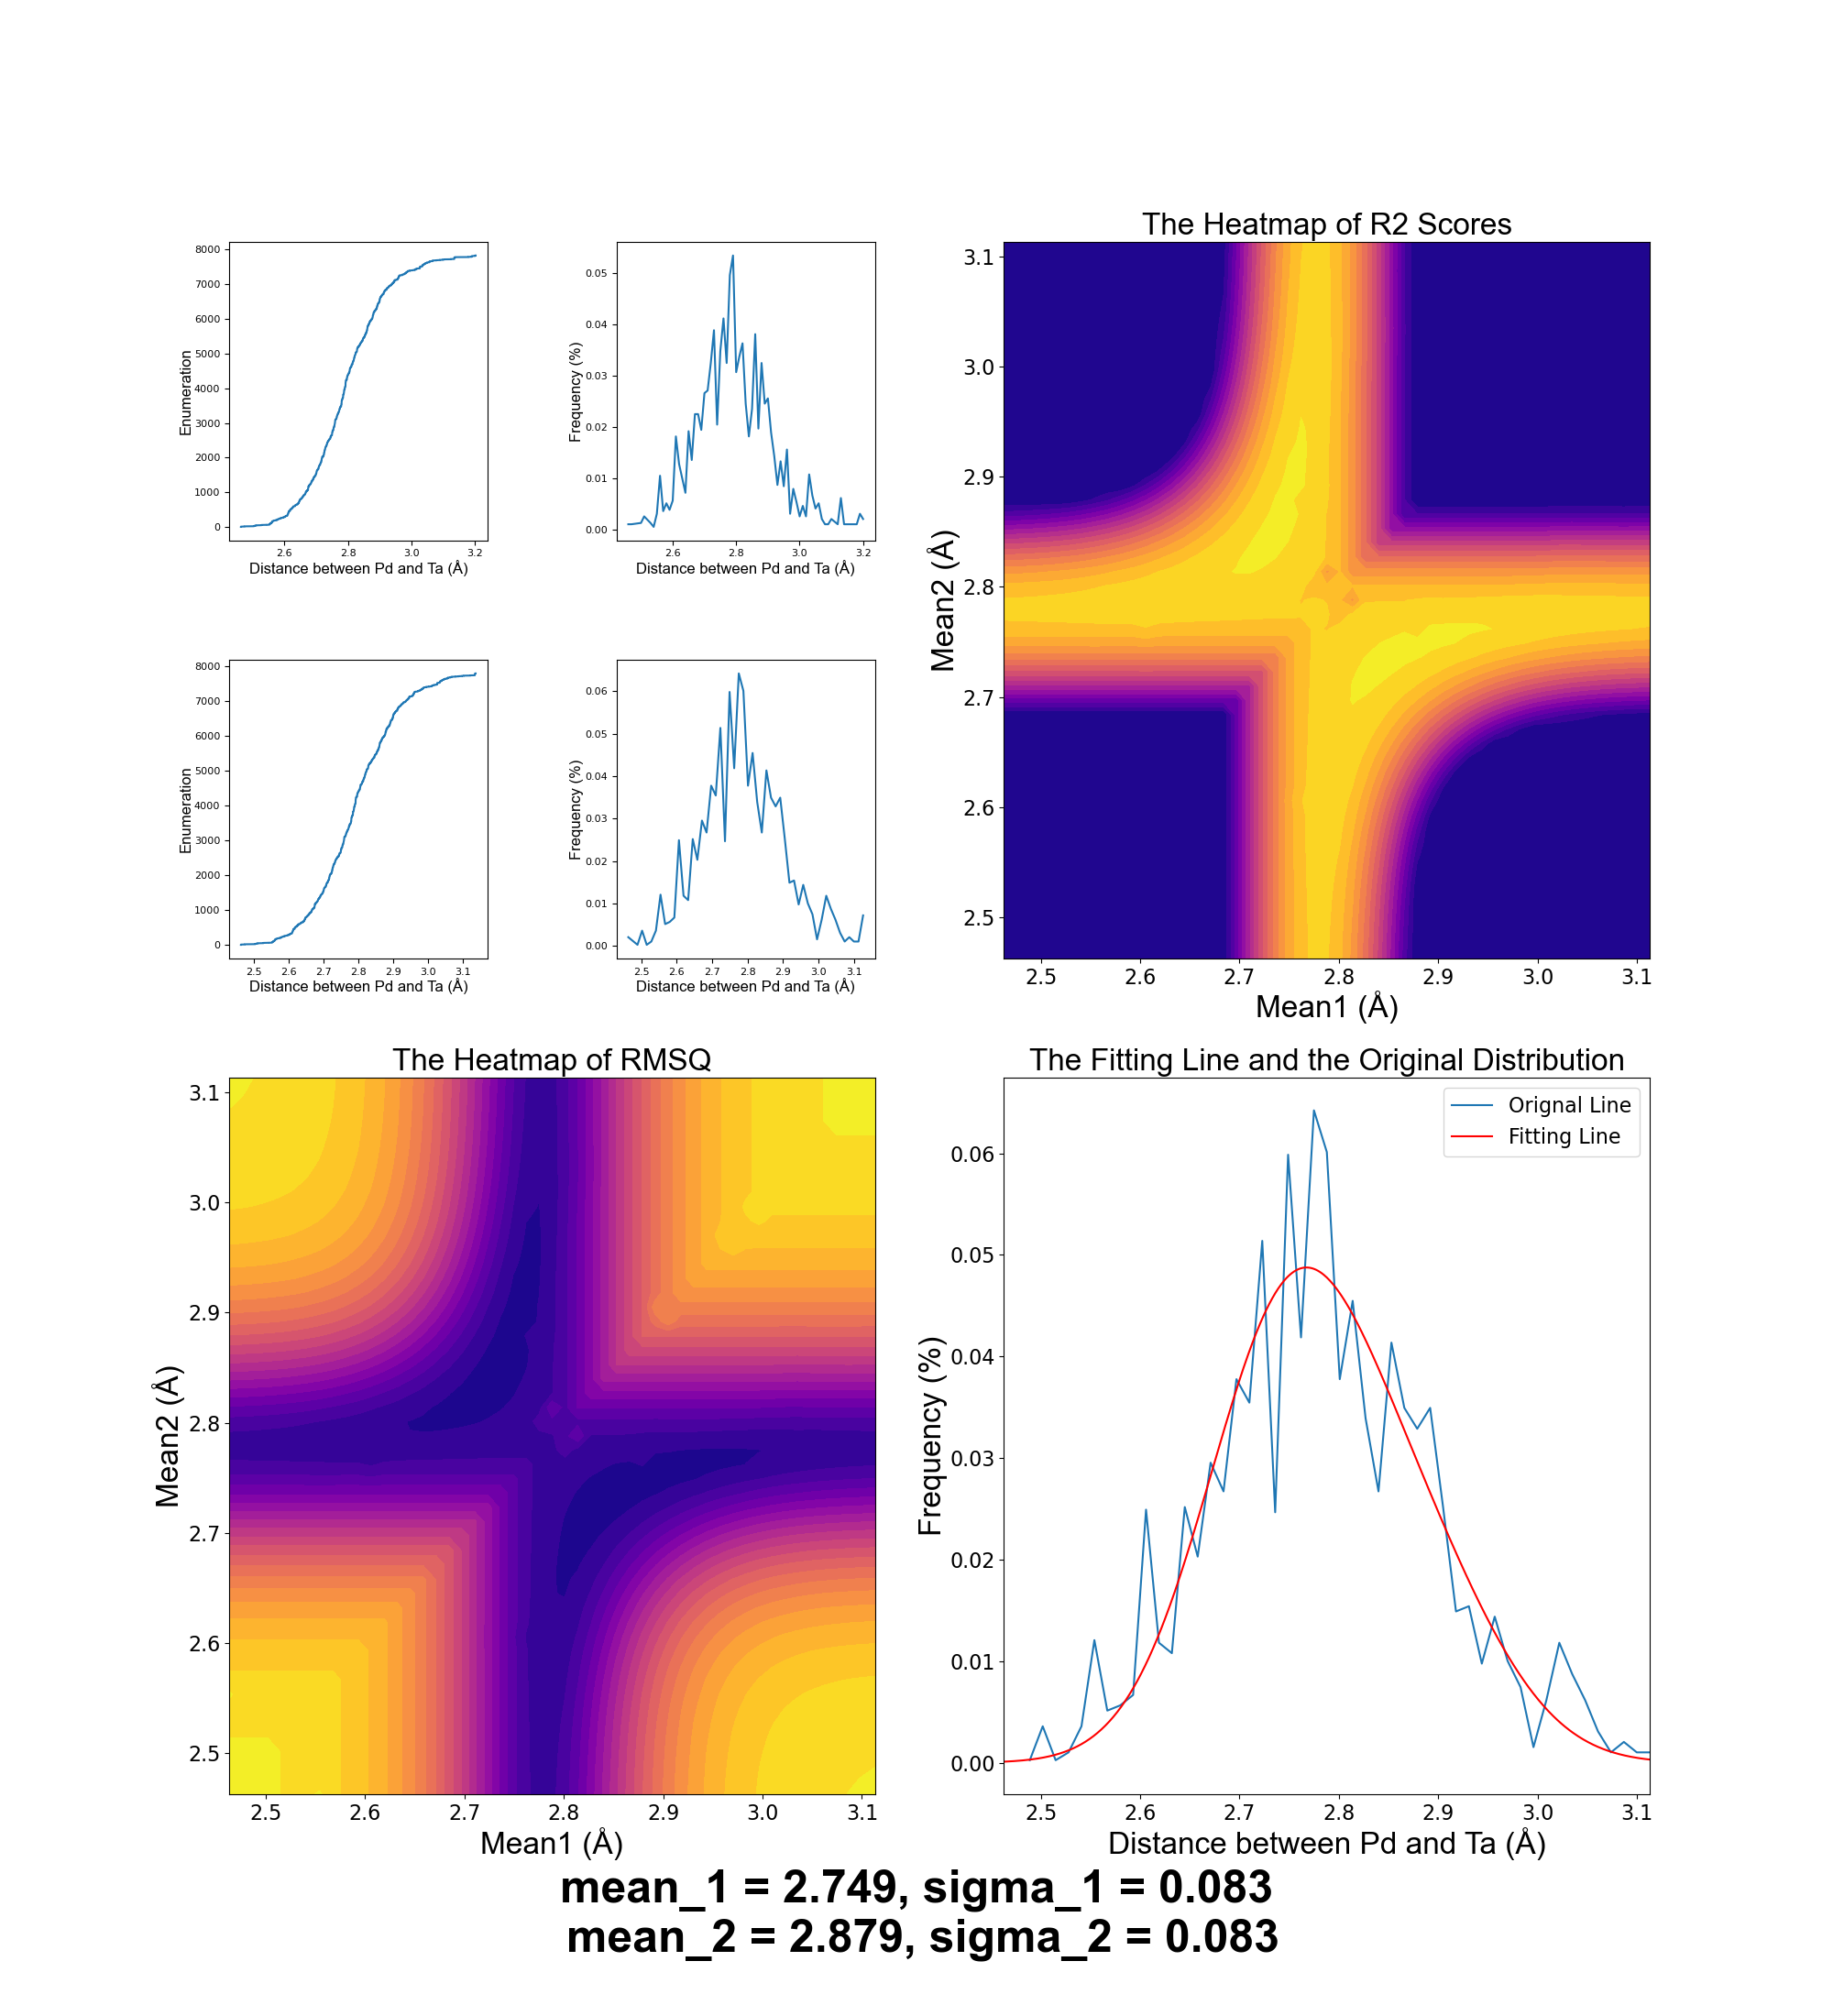 The Heatmap of R2 Scores
8000
7000
6000
5000
4000
3000
2000
1000
0
Enumeration
2.6 2.8 3.0 3.2
Distance between Pd and Ta (Å)
0.05
0.04
0.03
0.02
0.01
0.00
Frequency (%)
2.6 2.8 3.0 3.2
Distance between Pd and Ta (Å)
8000
7000
6000
5000
4000
3000
2000
1000
0
Enumeration
2.5 2.6 2.7 2.8 2.9 3.0 3.1
Distance between Pd and Ta (Å)
0.06
0.05
0.04
0.03
0.02
0.01
0.00
Frequency (%)
2.5 2.6 2.7 2.8 2.9 3.0 3.1
Distance between Pd and Ta (Å)
3.1
3.0
2.9
2.8
2.7
2.6
2.5
Mean2 (Å)
2.5 2.6 2.7 2.8 2.9 3.0 3.1
Mean1 (Å)
The Heatmap of RMSQ
3.1
3.0
2.9
2.8
2.7
2.6
2.5
Mean2 (Å)
2.5 2.6 2.7 2.8 2.9 3.0 3.1
Mean1 (Å)
The Fitting Line and the Original Distribution
Orignal Line
Fitting Line
0.06
0.05
0.04
0.03
0.02
0.01
0.00
Frequency (%)
2.5 2.6 2.7 2.8 2.9 3.0 3.1
Distance between Pd and Ta (Å)
mean_1 = 2.749, sigma_1 = 0.083
mean_2 = 2.879, sigma_2 = 0.083